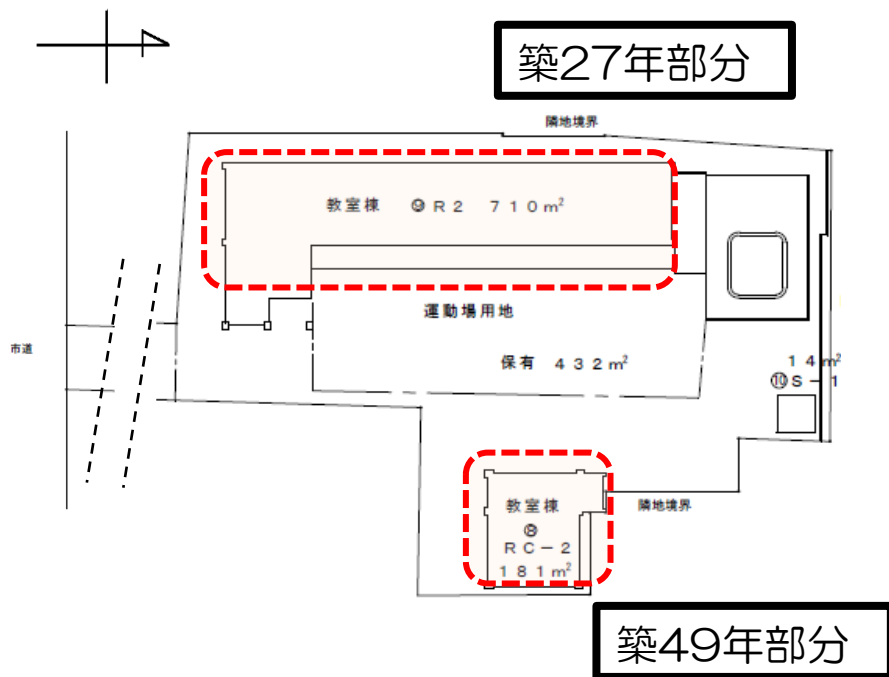 築27年部分
隣地境界
教室棟 ⑨R2 710m²
運動場用地
保有 432m²
市道
14m²
⑩S-1
教室棟
⑧
RC-2
181m²
隣地境界
築49年部分